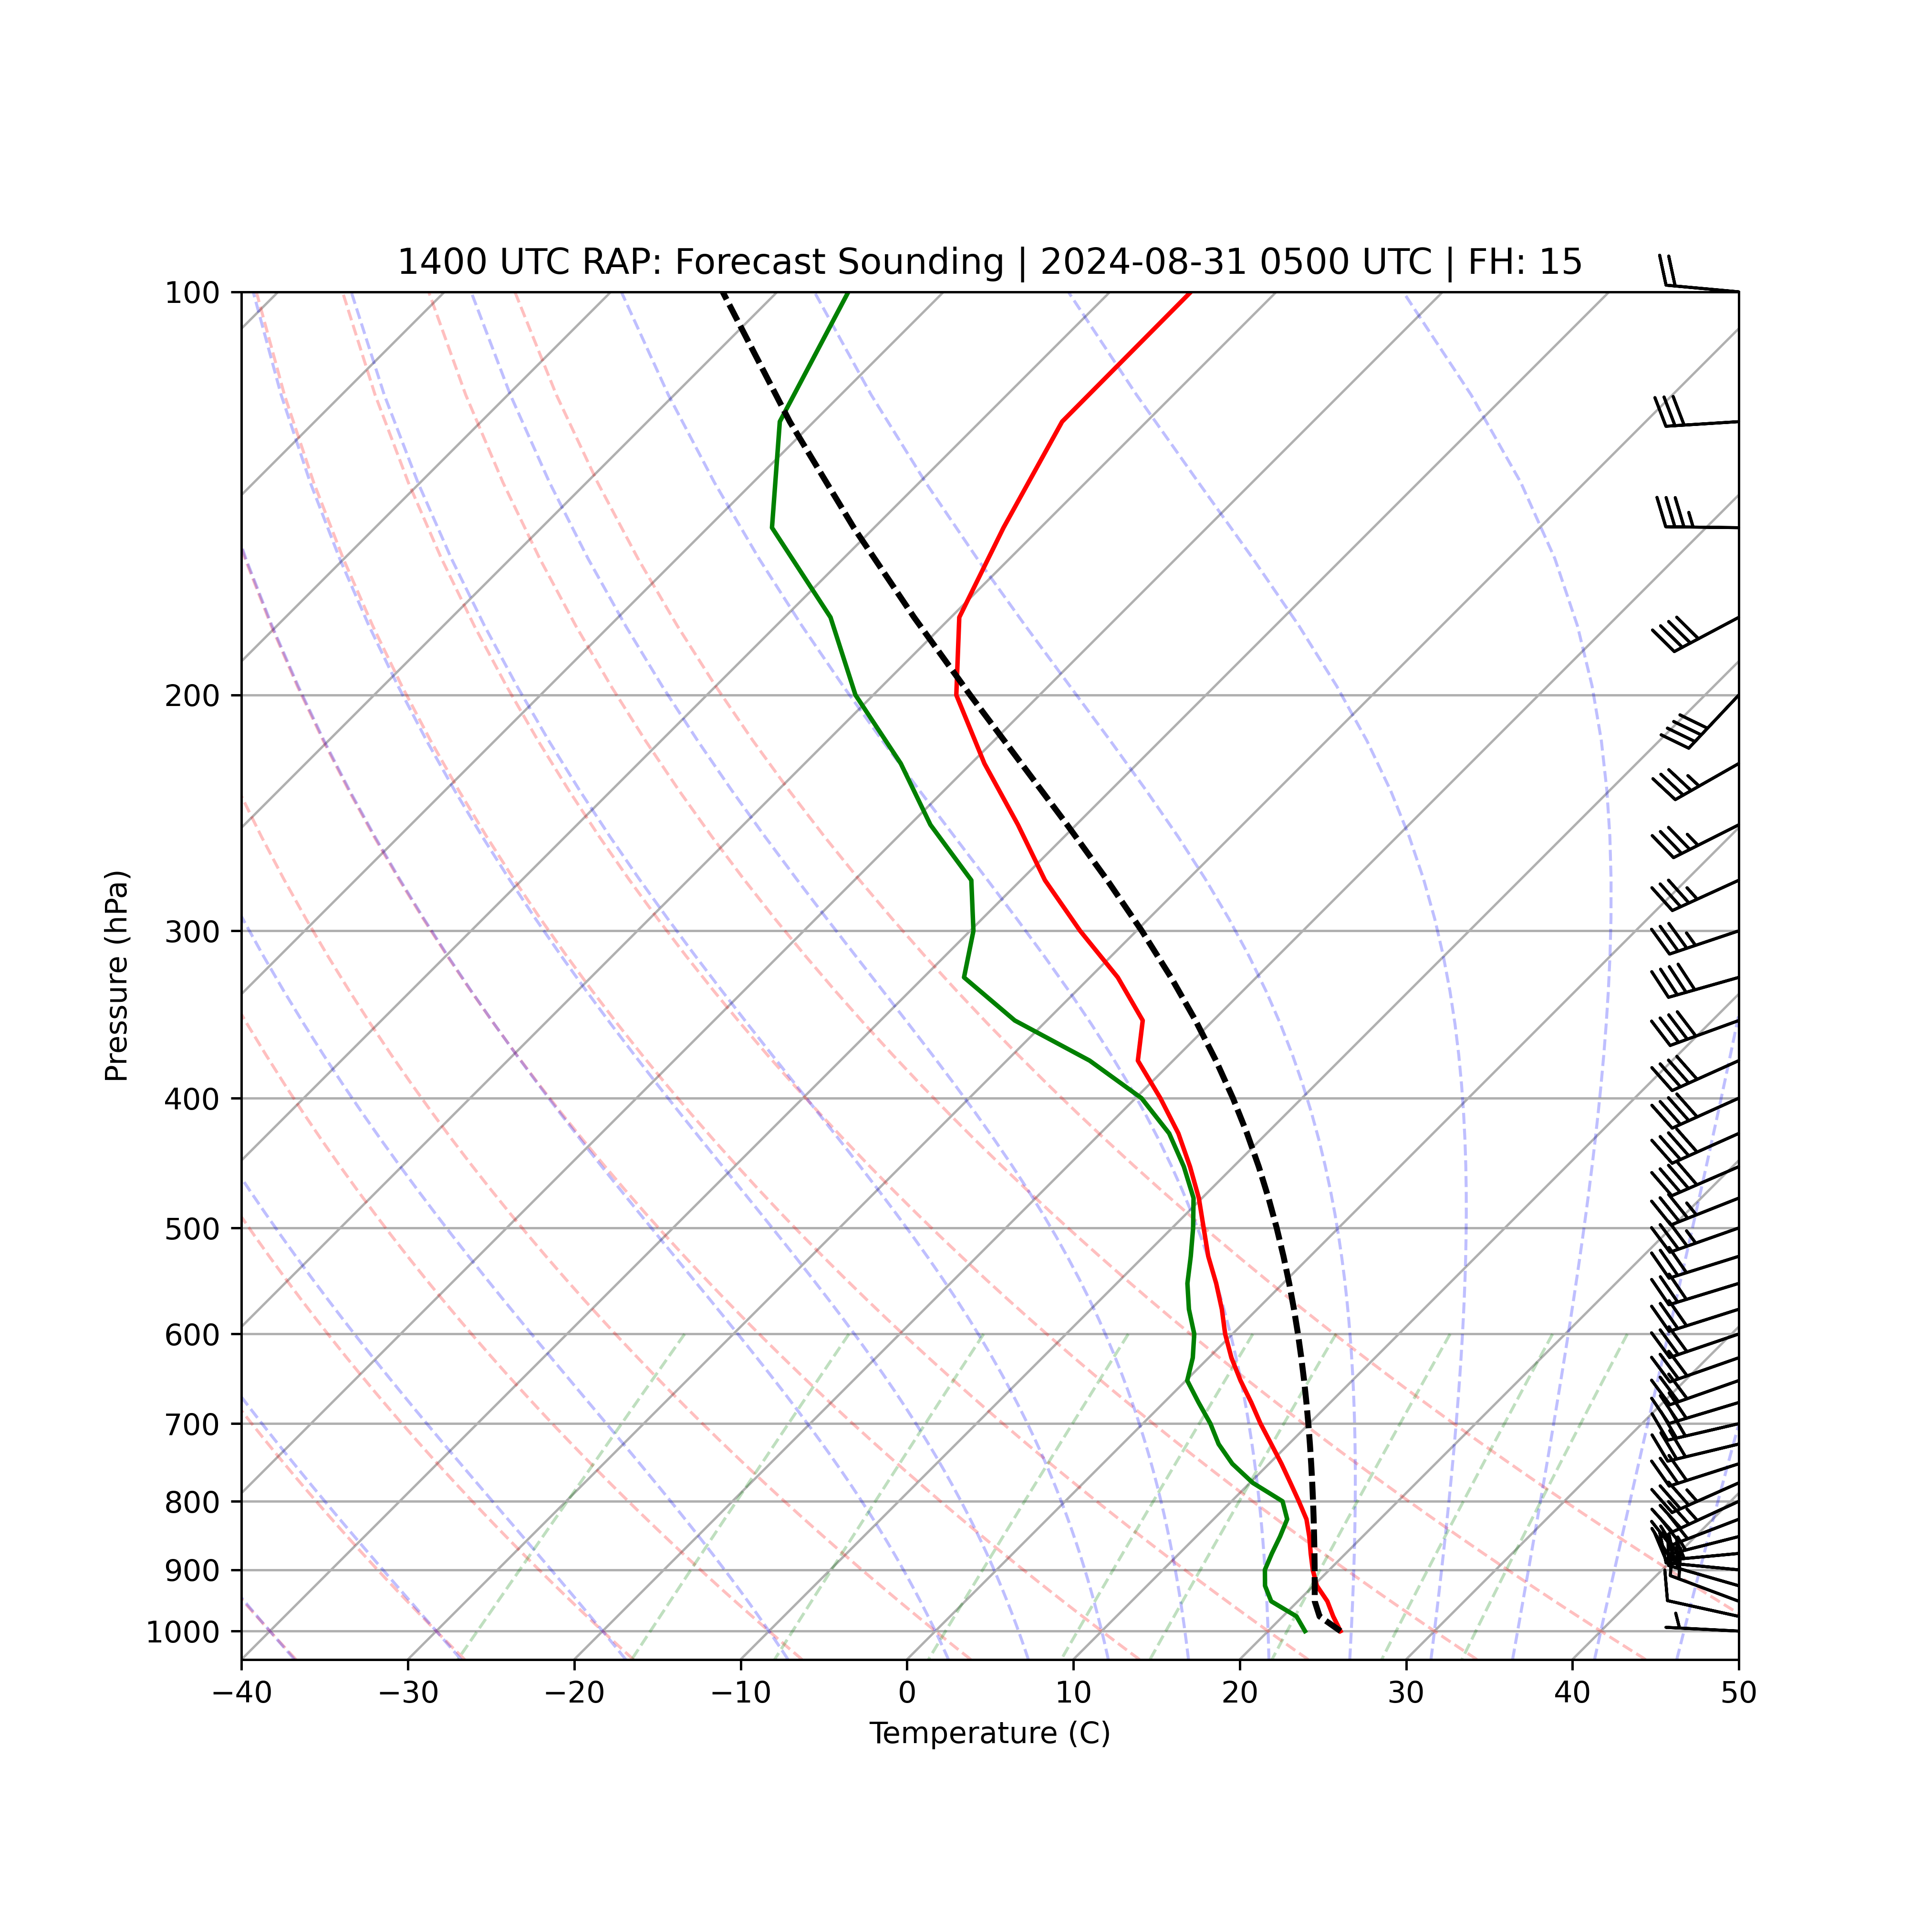 1400 UTC RAP: Forecast Sounding | 2024-08-31 0500 UTC | FH: 15
100
200
300
400
500
600
700
800
900
1000
Pressure (hPa)
−40 −30 −20 −10 0 10 20 30 40 50
Temperature (C)